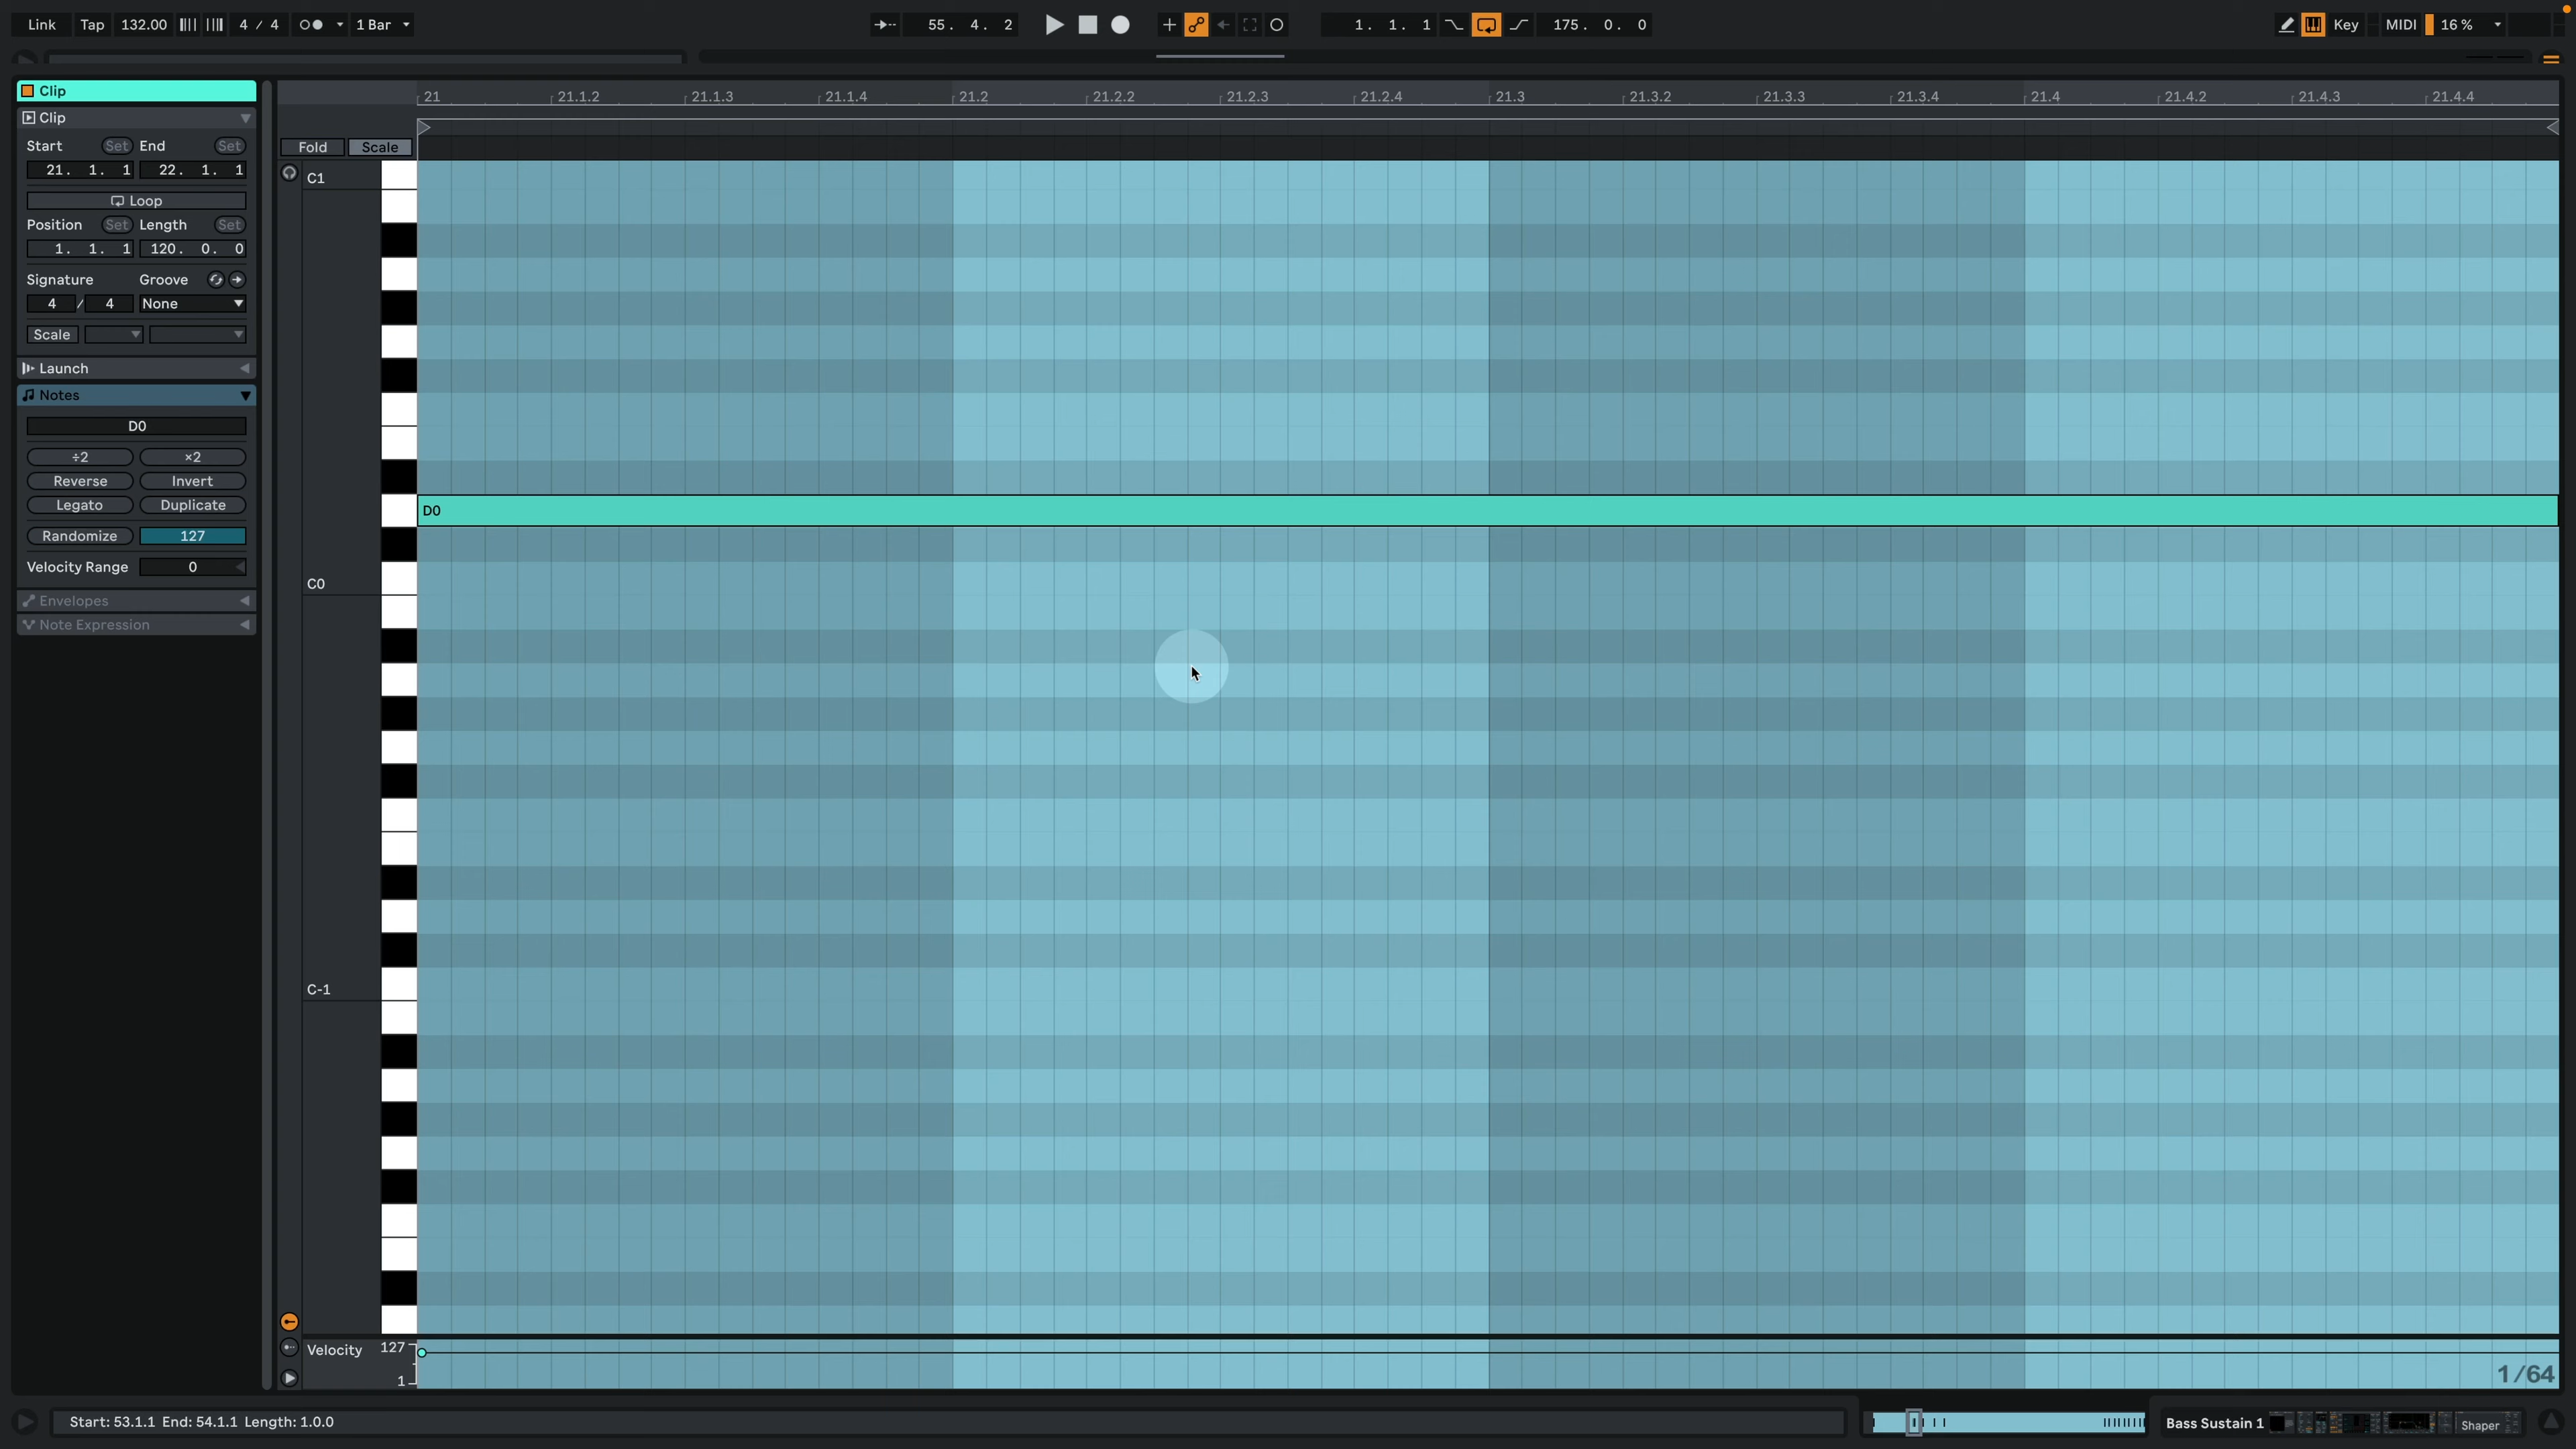 Link Tap 132.00 4 / 4 1 Bar 55. 4. 2 1. 1. 1 175. 0. 0 Key MIDI 16 %
Clip
Clip
Start Set End Set
21. 1. 1 22. 1. 1
Loop
Position Set Length Set
1. 1. 1 120. 0. 0
Signature Groove
4 / 4 None
Scale
Launch
Notes
D0
÷2 ×2
Reverse Invert
Legato Duplicate
Randomize 127
Velocity Range 0
Envelopes
Note Expression
21 21.1.2 21.1.3 21.1.4 21.2 21.2.2 21.2.3 21.2.4 21.3 21.3.2 21.3.3 21.3.4 21.4 21.4.2 21.4.3 21.4.4
Fold Scale
C1
D0
C0
C-1
Velocity 127
1
1/64
Start: 53.1.1 End: 54.1.1 Length: 1.0.0
Bass Sustain 1 Shaper